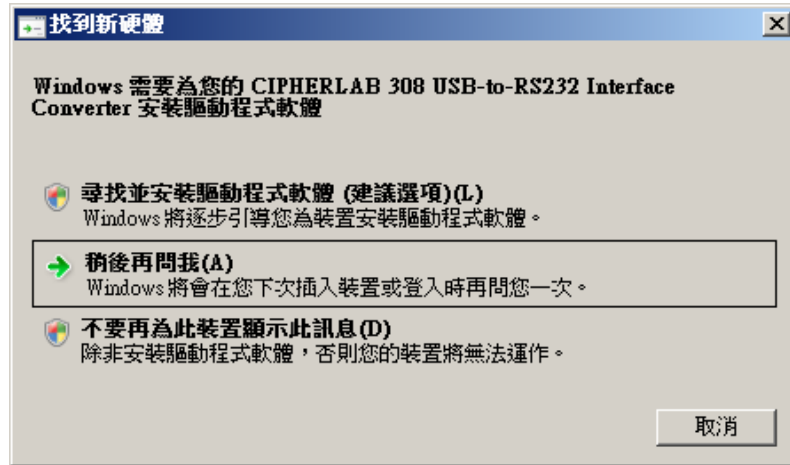 找到新硬體
Windows 需要為您的 CIPHERLAB 308 USB-to-RS232 Interface
Converter 安裝驅動程式軟體
尋找並安裝驅動程式軟體 (建議選項)(L)
Windows 將逐步引導您為裝置安裝驅動程式軟體。
稍後再問我(A)
Windows 將會在您下次插入裝置或登入時再問您一次。
不要再為此裝置顯示此訊息(D)
除非安裝驅動程式軟體，否則您的裝置將無法運作。
取消